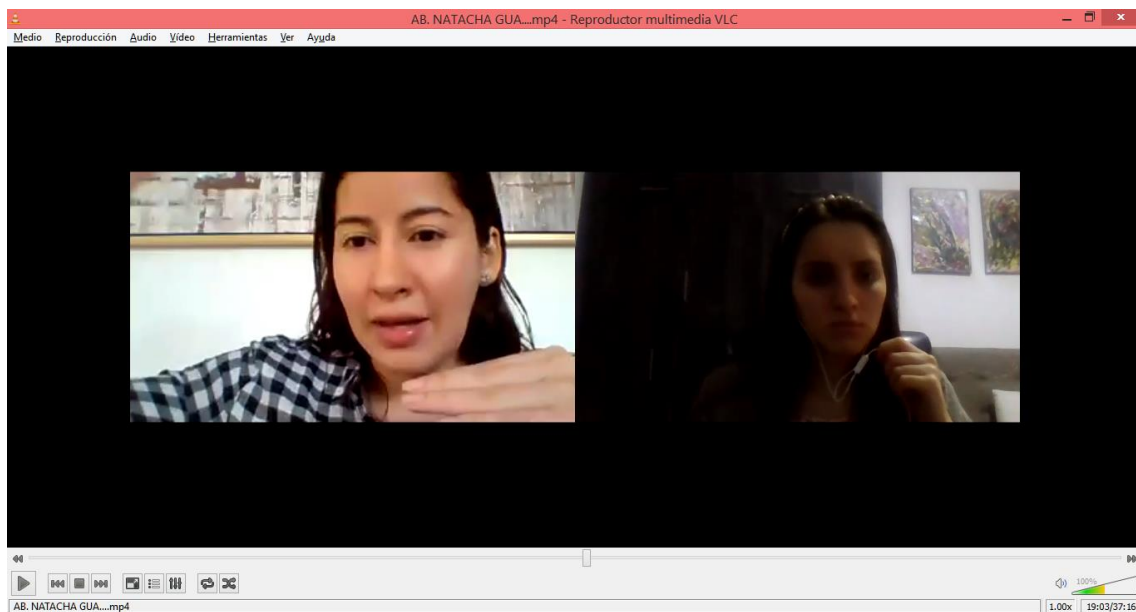 AB. NATACHA GUA....mp4 - Reproductor multimedia VLC
Medio Reproducción Audio Vídeo Herramientas Ver Ayuda
100%
AB. NATACHA GUA....mp4 1.00x 19:03/37:16